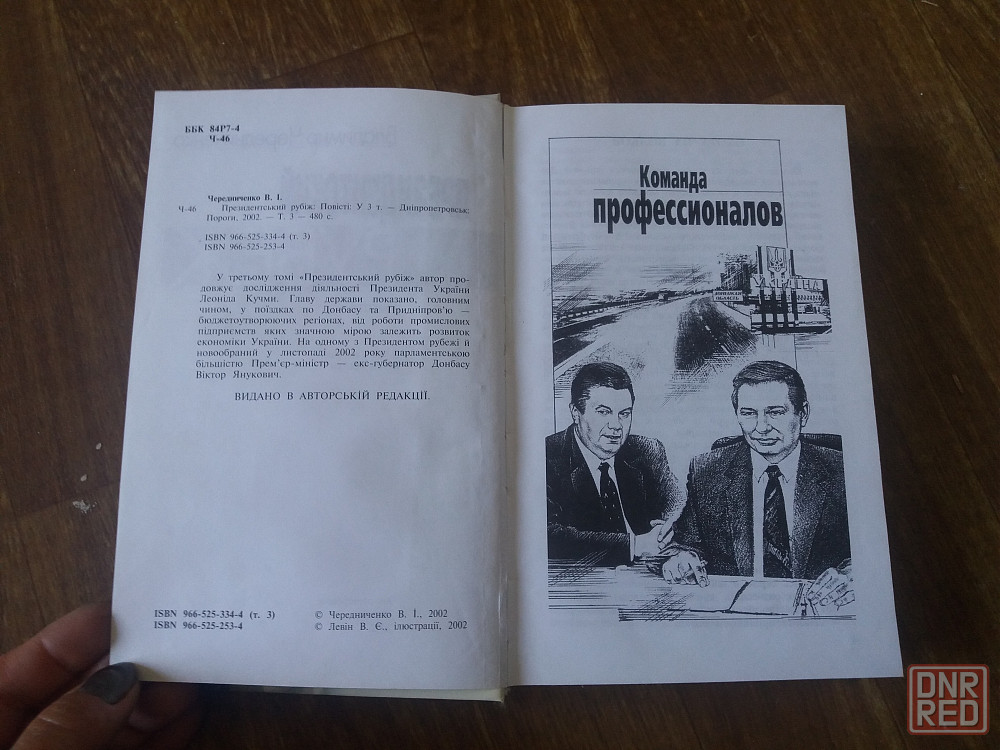 ББК 84Р7-4
Ч-46
Чередниченко В. І.
Ч-46 Президентський рубіж: Повісті: У 3 т. — Дніпропетровськ:
Пороги, 2002. — Т. 3 — 480 с.
ISBN 966-525-334-4 (т. 3)
ISBN 966-525-253-4
У третьому томі «Президентський рубіж» автор про-
довжує дослідження діяльності Президента України
Леоніда Кучми. Главу держави показано, головним
чином, у поїздках по Донбасу та Придніпров’ю —
бюджетоутворюючих регіонах, від роботи промислових
підприємств яких значною мірою залежить розвиток
економіки України. На одному з Президентом рубежі й
новообраний у листопаді 2002 року парламентською
більшістю Прем’єр-міністр — екс-губернатор Донбасу
Віктор Янукович.
ВИДАНО В АВТОРСЬКІЙ РЕДАКЦІЇ.
ISBN 966-525-334-4 (т. 3)
ISBN 966-525-253-4
© Чередниченко В. І., 2002
© Левін В. Є., ілюстрації, 2002
Команда
профессионалов
УКРАЇНА
ОБЛАСТЬ
DNR
RED